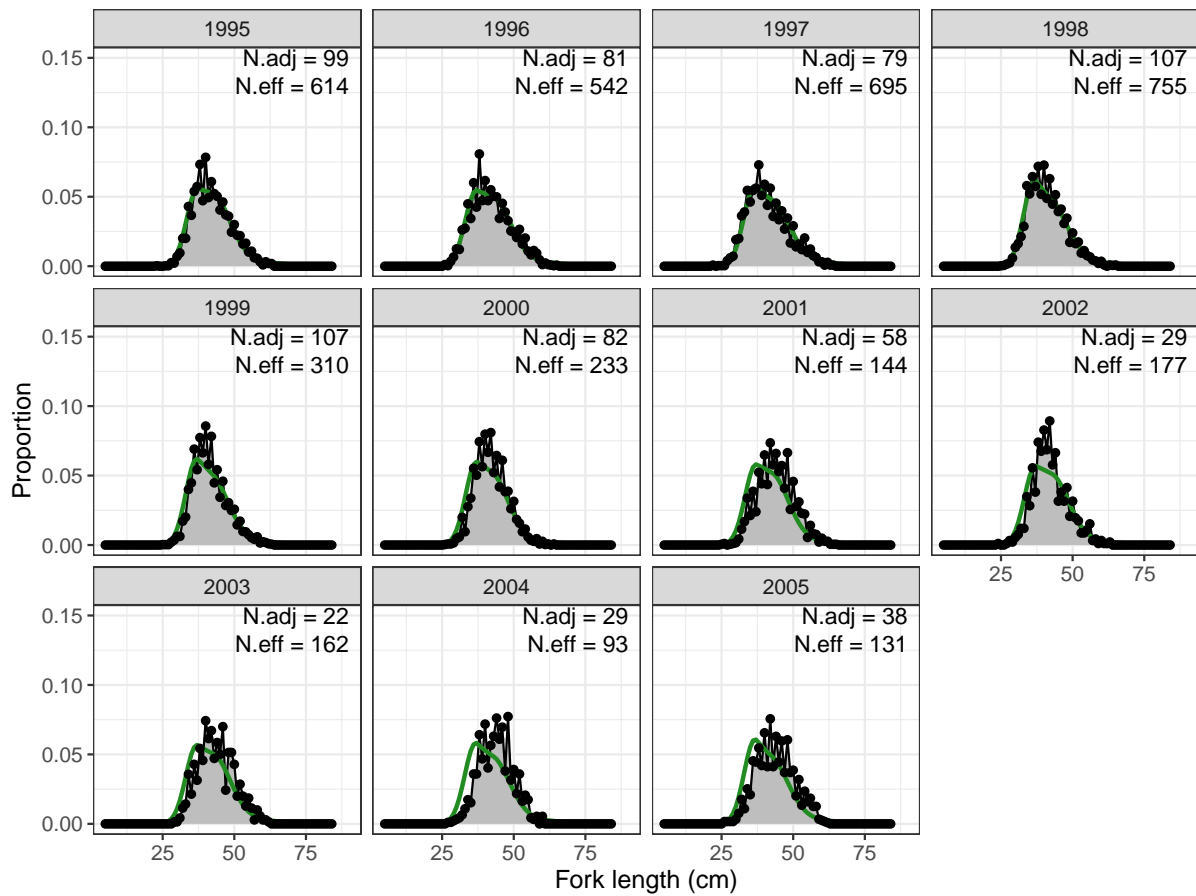 1995
N.adj = 99
N.eff = 614
1996
N.adj = 81
N.eff = 542
1997
N.adj = 79
N.eff = 695
1998
N.adj = 107
N.eff = 755
0.15
0.10
0.05
0.00
1999
N.adj = 107
N.eff = 310
2000
N.adj = 82
N.eff = 233
2001
N.adj = 58
N.eff = 144
2002
N.adj = 29
N.eff = 177
0.15
0.10
0.05
0.00
25 50 75
2003
N.adj = 22
N.eff = 162
2004
N.adj = 29
N.eff = 93
2005
N.adj = 38
N.eff = 131
0.15
0.10
0.05
0.00
25 50 75
25 50 75
25 50 75
Proportion
Fork length (cm)